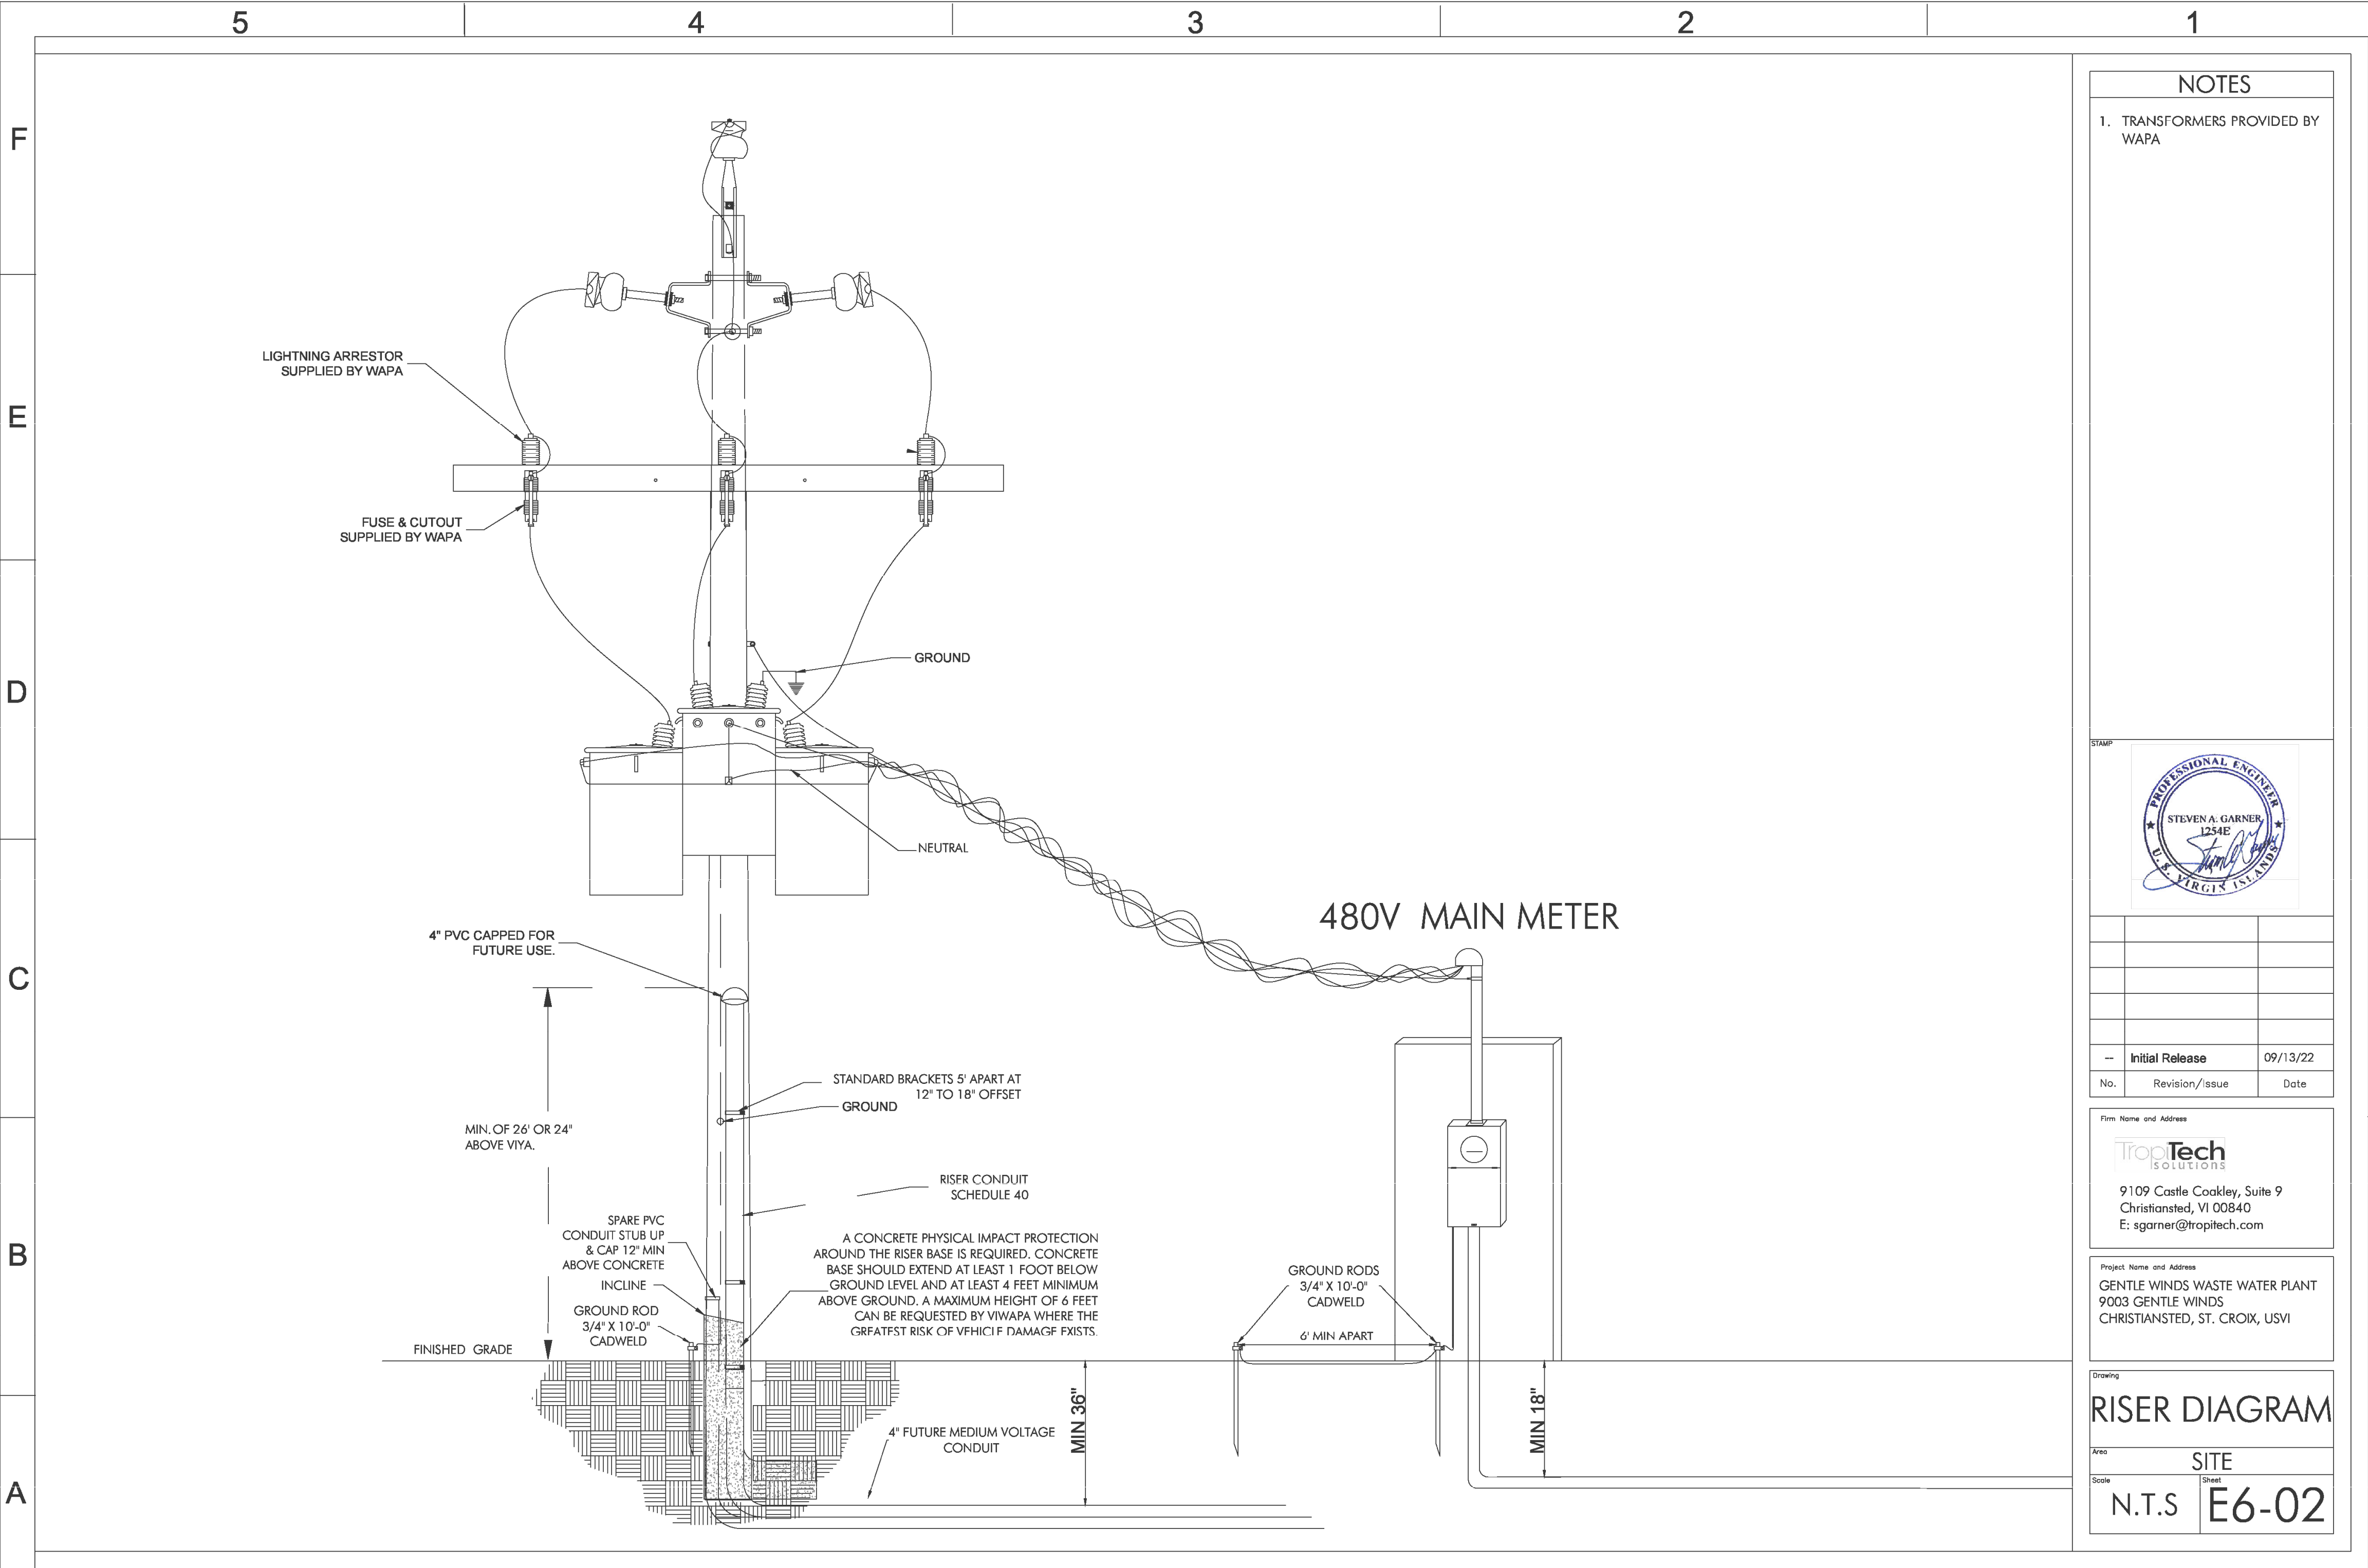 5
4
3
2
1
F
E
D
C
B
A
LIGHTNING ARRESTOR
SUPPLIED BY WAPA
FUSE & CUTOUT
SUPPLIED BY WAPA
GROUND
NEUTRAL
480V MAIN METER
4" PVC CAPPED FOR
FUTURE USE.
STANDARD BRACKETS 5' APART AT
12" TO 18" OFFSET
GROUND
MIN. OF 26' OR 24"
ABOVE VIYA.
RISER CONDUIT
SCHEDULE 40
SPARE PVC
CONDUIT STUB UP
& CAP 12" MIN
ABOVE CONCRETE
INCLINE
GROUND ROD
3/4" X 10'-0"
CADWELD
A CONCRETE PHYSICAL IMPACT PROTECTION
AROUND THE RISER BASE IS REQUIRED. CONCRETE
BASE SHOULD EXTEND AT LEAST 1 FOOT BELOW
GROUND LEVEL AND AT LEAST 4 FEET MINIMUM
ABOVE GROUND. A MAXIMUM HEIGHT OF 6 FEET
CAN BE REQUESTED BY VIWAPA WHERE THE
GREATEST RISK OF VEHICLE DAMAGE EXISTS.
GROUND RODS
3/4" X 10'-0"
CADWELD
6' MIN APART
FINISHED GRADE
MIN 36"
MIN 18"
4" FUTURE MEDIUM VOLTAGE
CONDUIT
NOTES
1. TRANSFORMERS PROVIDED BY
WAPA
STAMP
PROFESSIONAL ENGINEER
STEVEN A. GARNER
1254E
U.S. VIRGIN ISLANDS
-- Initial Release 09/13/22
No. Revision/Issue Date
Firm Name and Address
TropiTech
SOLUTIONS
9109 Castle Coakley, Suite 9
Christiansted, VI 00840
E: sgarner@tropitech.com
Project Name and Address
GENTLE WINDS WASTE WATER PLANT
9003 GENTLE WINDS
CHRISTIANSTED, ST. CROIX, USVI
Drawing
RISER DIAGRAM
Area
SITE
Scale
N.T.S
Sheet
E6-02